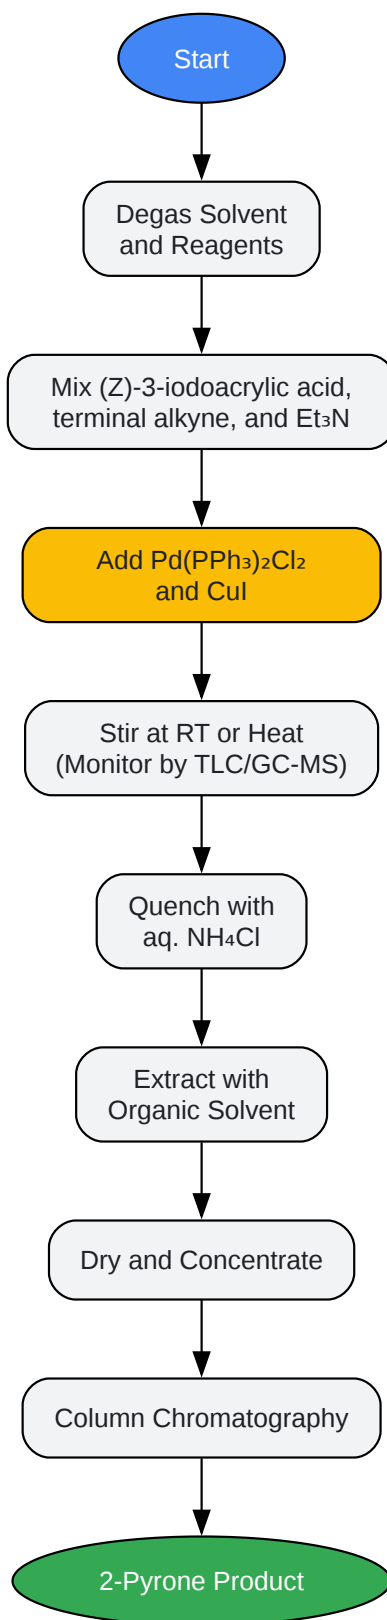 Start
Degas Solvent
and Reagents
Mix (Z)-3-iodoacrylic acid,
terminal alkyne, and Et₃N
Add Pd(PPh₃)₂Cl₂
and CuI
Stir at RT or Heat
(Monitor by TLC/GC-MS)
Quench with
aq. NH₄Cl
Extract with
Organic Solvent
Dry and Concentrate
Column Chromatography
2-Pyrone Product